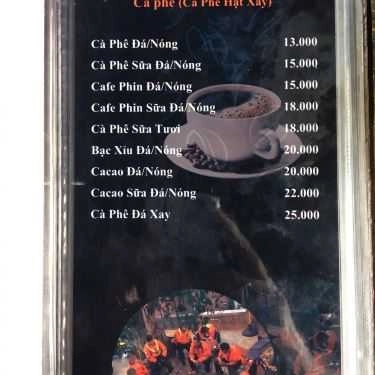 Cà phê (Cà Phê Hạt Xay)
Cà Phê Đá/Nóng 13.000
Cà Phê Sữa Đá/Nóng 15.000
Cafe Phin Đá/Nóng 15.000
Cafe Phin Sữa Đá/Nóng 18.000
Cà Phê Sữa Tươi 18.000
Bạc Xíu Đá/Nóng 20.000
Cacao Đá/Nóng 20.000
Cacao Sữa Đá/Nóng 22.000
Cà Phê Đá Xay 25.000